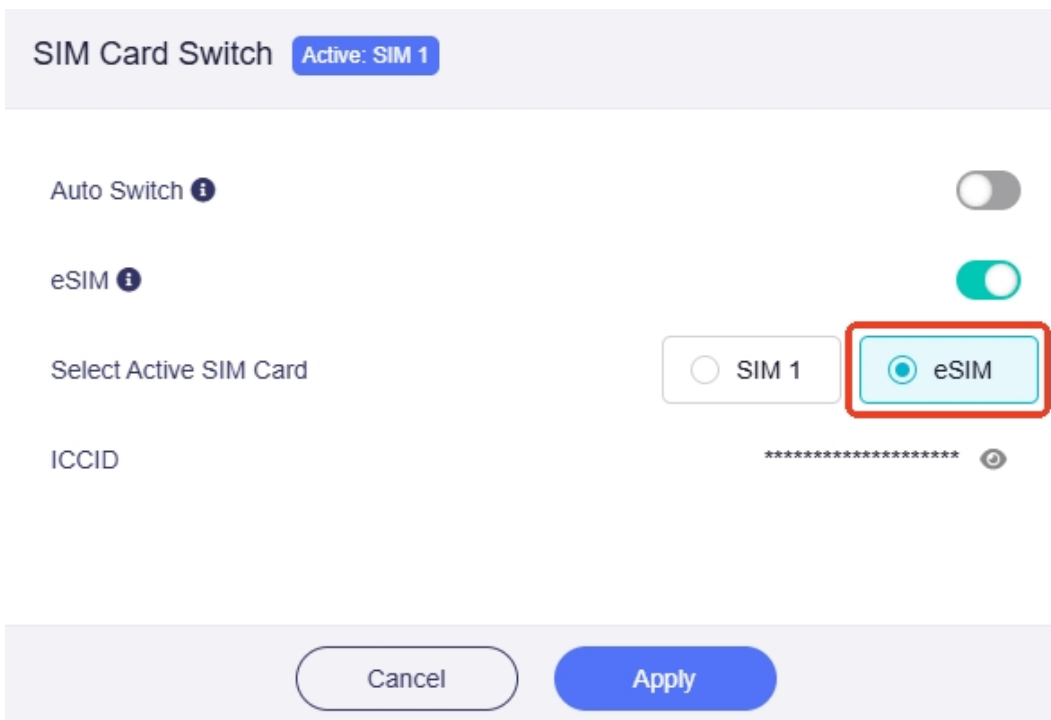 SIM Card Switch Active: SIM 1
Auto Switch
eSIM
Select Active SIM Card SIM 1 eSIM
ICCID ********************
Cancel Apply